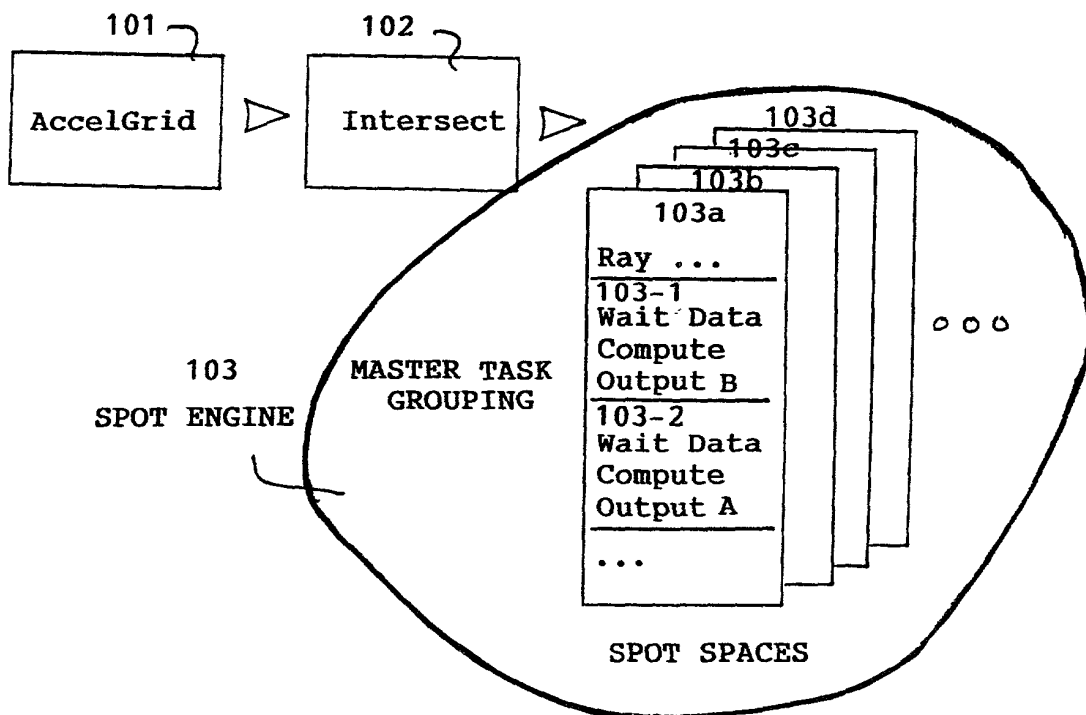 101
102
AccelGrid
Intersect
103d
103c
103b
103a
Ray ...
103-1
Wait Data
Compute
Output B
103-2
Wait Data
Compute
Output A
...
103
SPOT ENGINE
MASTER TASK
GROUPING
SPOT SPACES